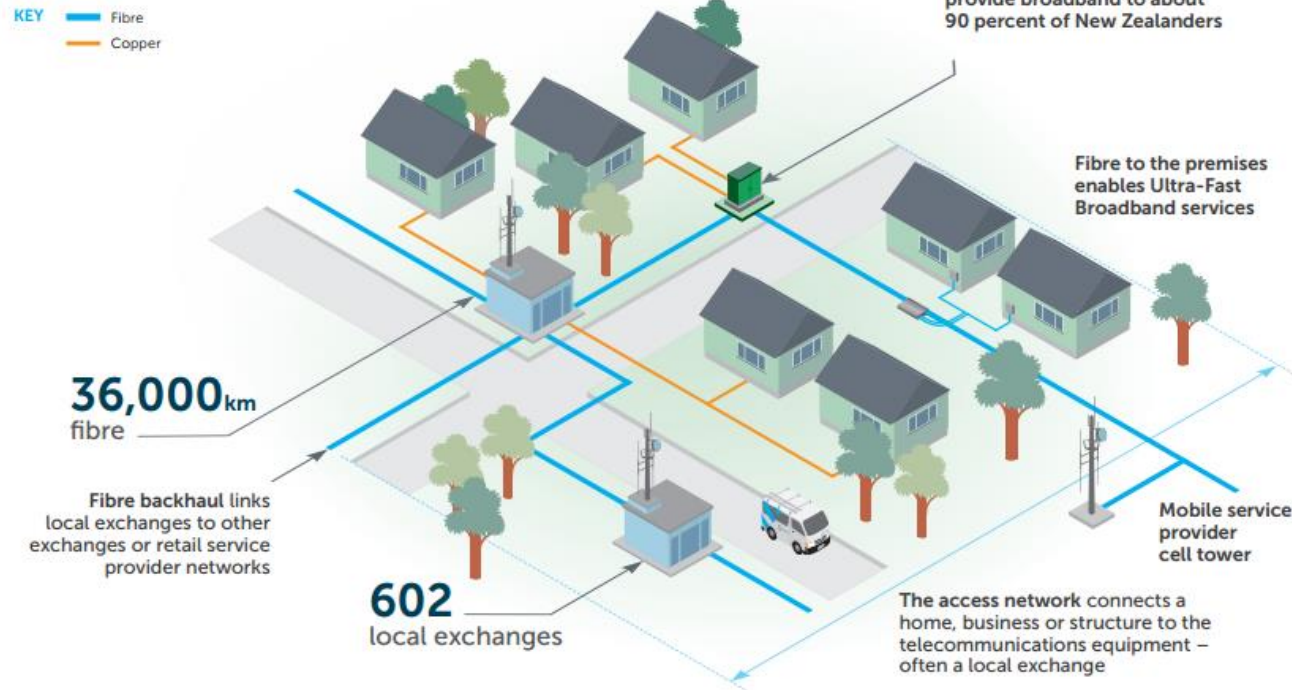 provide broadband to about
90 percent of New Zealanders
KEY
Fibre
Copper
Fibre to the premises
enables Ultra-Fast
Broadband services
36,000km
fibre
Fibre backhaul links
local exchanges to other
exchanges or retail service
provider networks
602
local exchanges
Mobile service
provider
cell tower
The access network connects a
home, business or structure to the
telecommunications equipment –
often a local exchange